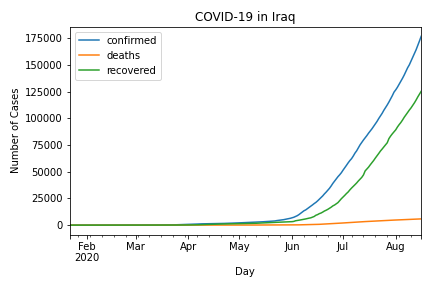 COVID-19 in Iraq
confirmed
deaths
recovered
Number of Cases
175000
150000
125000
100000
75000
50000
25000
0
Feb Mar Apr May Jun Jul Aug
2020
Day